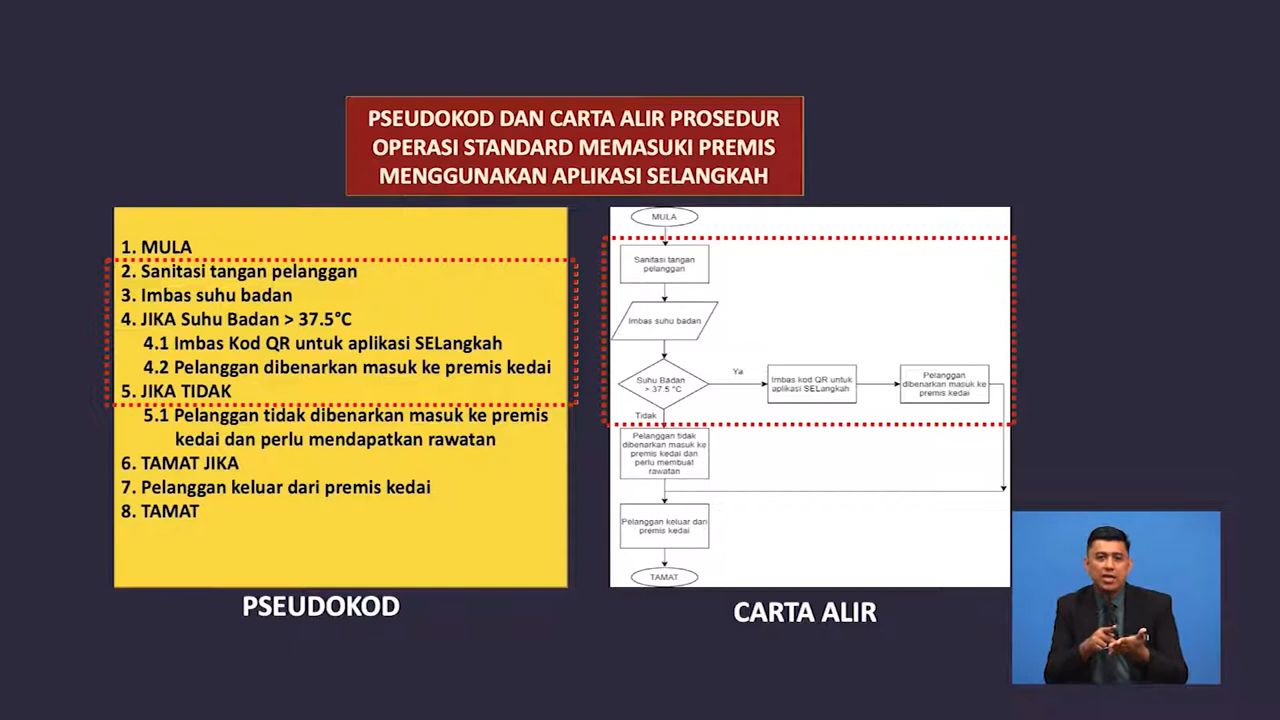 PSEUDOKOD DAN CARTA ALIR PROSEDUR
OPERASI STANDARD MEMASUKI PREMIS
MENGGUNAKAN APLIKASI SELANGKAH
1. MULA
2. Sanitasi tangan pelanggan
3. Imbas suhu badan
4. JIKA Suhu Badan > 37.5°C
4.1 Imbas Kod QR untuk aplikasi SELangkah
4.2 Pelanggan dibenarkan masuk ke premis kedai
5. JIKA TIDAK
5.1 Pelanggan tidak dibenarkan masuk ke premis
kedai dan perlu mendapatkan rawatan
6. TAMAT JIKA
7. Pelanggan keluar dari premis kedai
8. TAMAT
PSEUDOKOD
MULA
Sanitasi tangan
pelanggan
Imbas suhu badan
Suhu Badan
> 37.5 °C
Ya
Imbas kod QR untuk
aplikasi SELangkah
Pelanggan
dibenarkan masuk ke
premis kedai
Tidak
Pelanggan tidak
dibenarkan masuk ke
premis kedai dan
perlu membuat
rawatan
Pelanggan keluar dari
premis kedai
TAMAT
CARTA ALIR